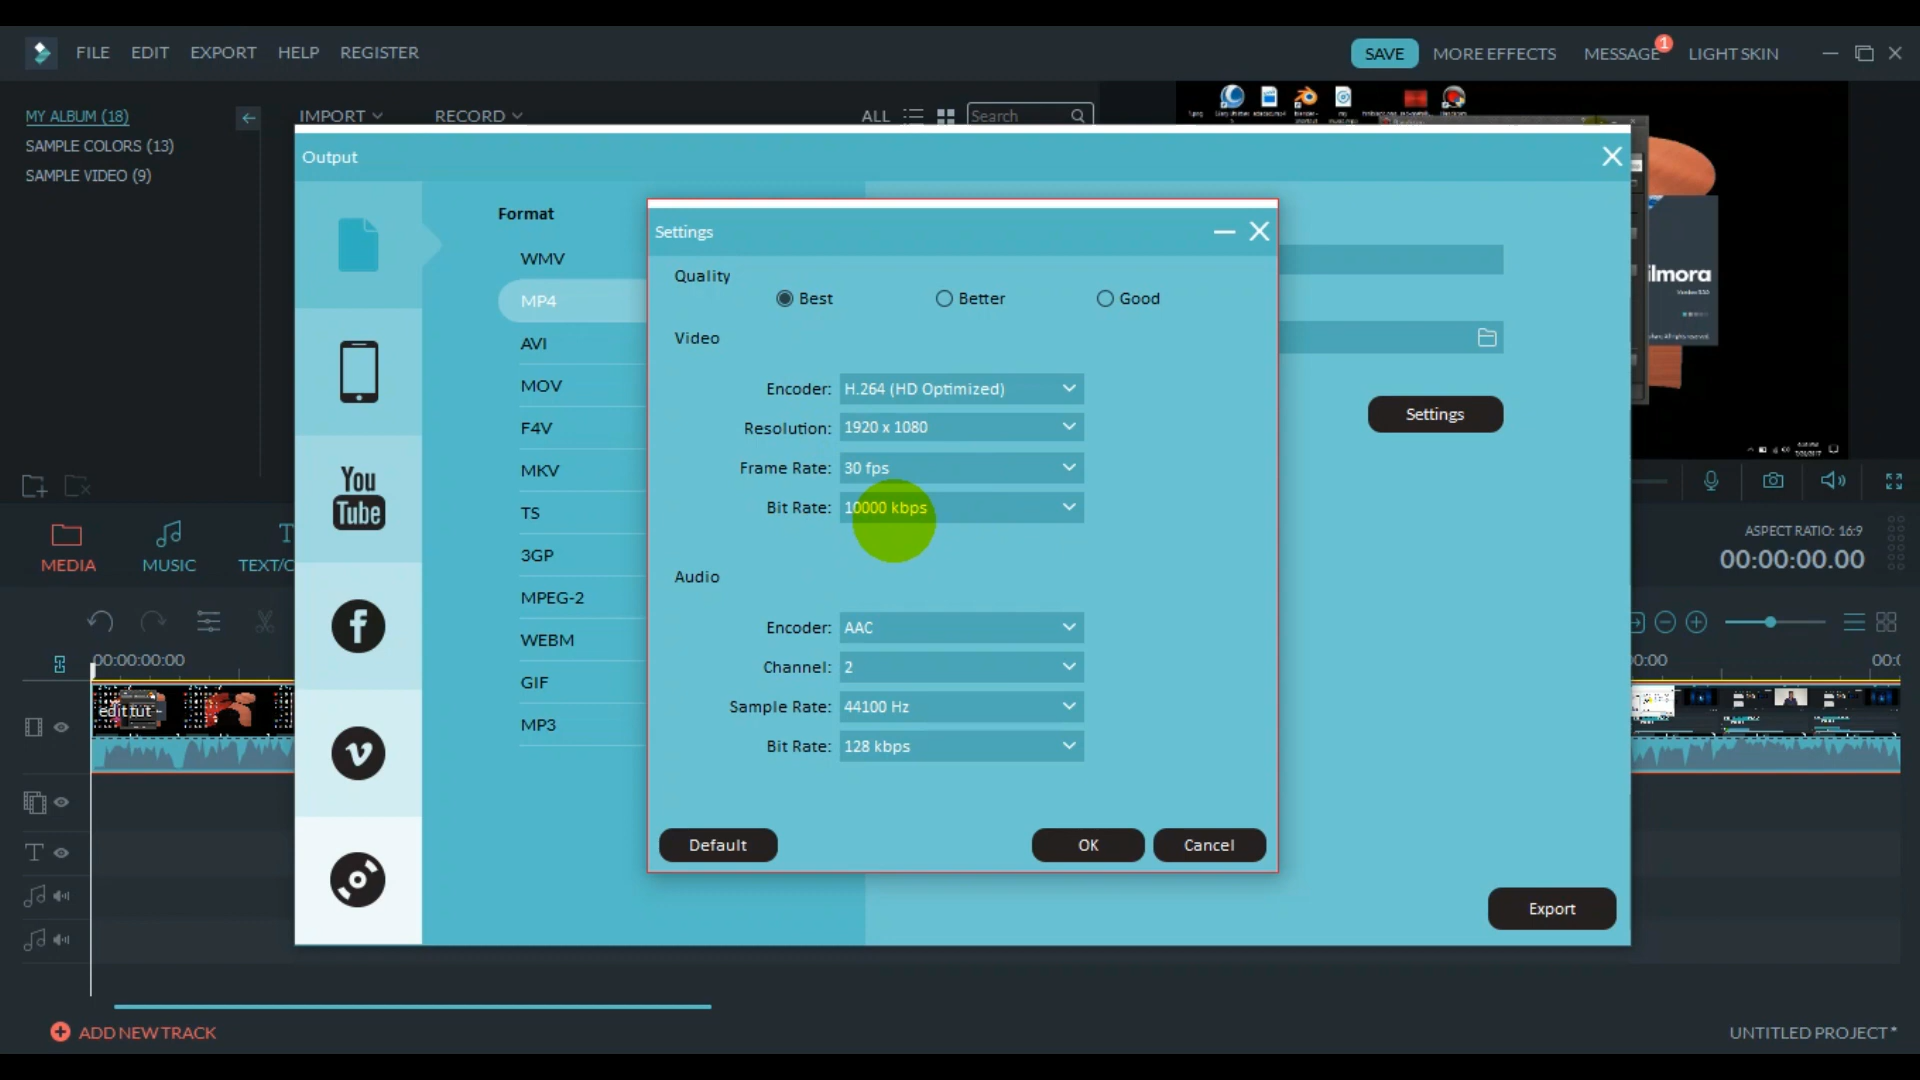 FILE EDIT EXPORT HELP REGISTER
SAVE MORE EFFECTS MESSAGE 1 LIGHT SKIN
MY ALBUM (18)
SAMPLE COLORS (13)
SAMPLE VIDEO (9)
IMPORT RECORD ALL Search
Output
Format
WMV
MP4
AVI
MOV
F4V
MKV
TS
3GP
MPEG-2
WEBM
GIF
MP3
You
Tube
Settings
Quality
Best Better Good
Video
Encoder: H.264 (HD Optimized)
Resolution: 1920 x 1080
Frame Rate: 30 fps
Bit Rate: 10000 kbps
Audio
Encoder: AAC
Channel: 2
Sample Rate: 44100 Hz
Bit Rate: 128 kbps
Default OK Cancel
Settings
Export
ilmora
MEDIA MUSIC TEXT/C
ASPECT RATIO: 16:9
00:00:00.00
00:00:00:00
edit tut -
ADD NEW TRACK
UNTITLED PROJECT *